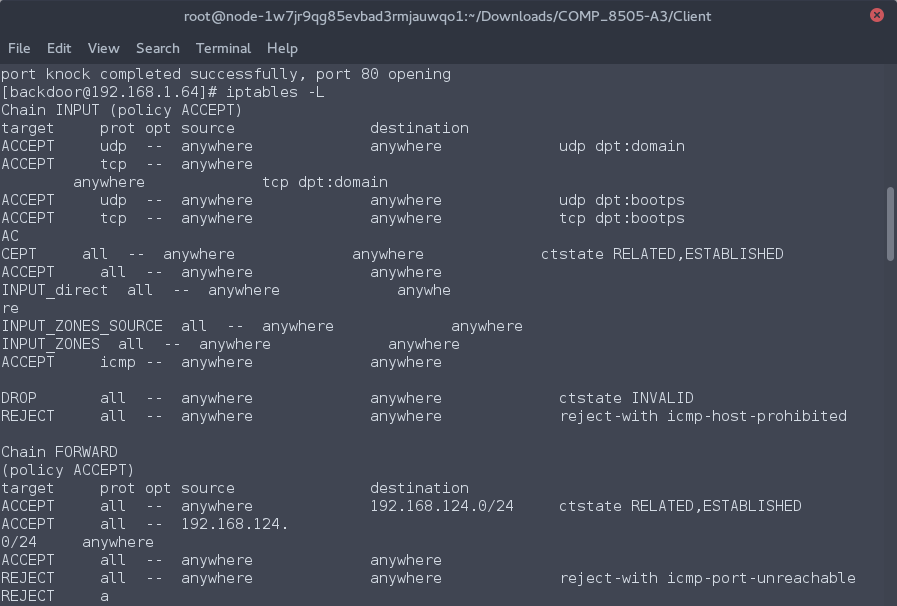 root@node-1w7jr9qg85evbad3rmjauwqo1:~/Downloads/COMP_8505-A3/Client
File Edit View Search Terminal Help
port knock completed successfully, port 80 opening
[backdoor@192.168.1.64]# iptables -L
Chain INPUT (policy ACCEPT)
target     prot opt source               destination
ACCEPT     udp  --  anywhere             anywhere             udp dpt:domain
ACCEPT     tcp  --  anywhere
        anywhere             tcp dpt:domain
ACCEPT     udp  --  anywhere             anywhere             udp dpt:bootps
ACCEPT     tcp  --  anywhere             anywhere             tcp dpt:bootps
AC
CEPT     all  --  anywhere             anywhere             ctstate RELATED,ESTABLISHED
ACCEPT     all  --  anywhere             anywhere
INPUT_direct  all  --  anywhere             anywhe
re
INPUT_ZONES_SOURCE  all  --  anywhere             anywhere
INPUT_ZONES  all  --  anywhere             anywhere
ACCEPT     icmp --  anywhere             anywhere
DROP       all  --  anywhere             anywhere             ctstate INVALID
REJECT     all  --  anywhere             anywhere             reject-with icmp-host-prohibited
Chain FORWARD
(policy ACCEPT)
target     prot opt source               destination
ACCEPT     all  --  anywhere             192.168.124.0/24     ctstate RELATED,ESTABLISHED
ACCEPT     all  --  192.168.124.
0/24     anywhere
ACCEPT     all  --  anywhere             anywhere
REJECT     all  --  anywhere             anywhere             reject-with icmp-port-unreachable
REJECT     a